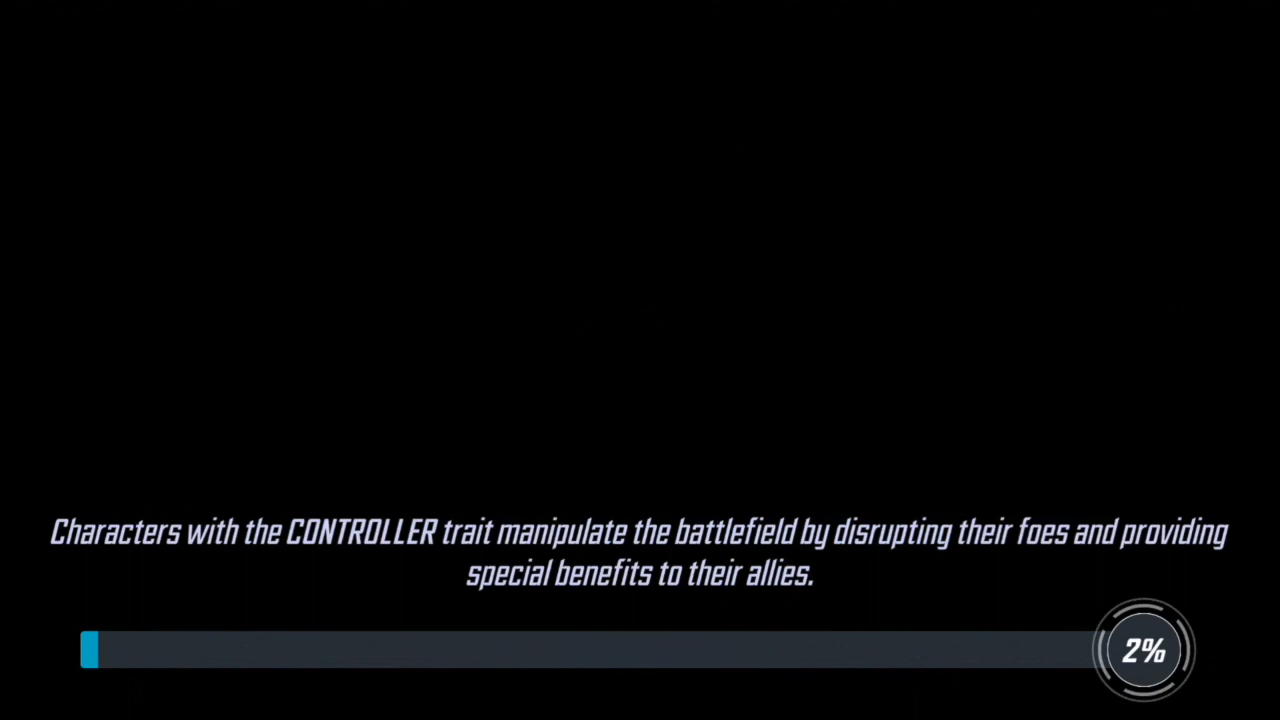 Characters with the CONTROLLER trait manipulate the battlefield by disrupting their foes and providing
special benefits to their allies.
2%